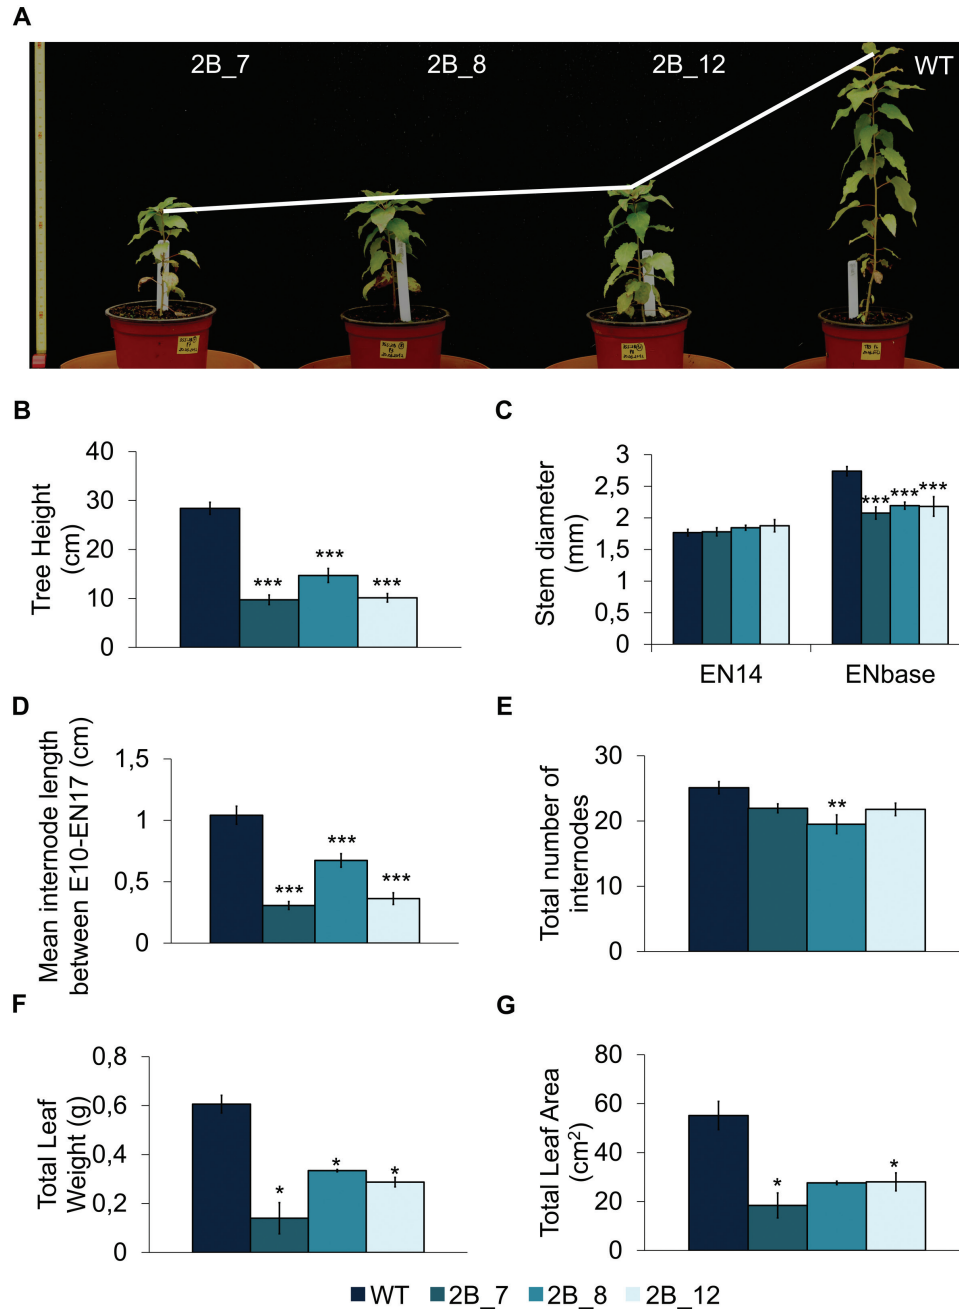 A
2B_7
2B_8
2B_12
WT
B
Tree Height
(cm)
40
30
20
10
0
***
***
***
C
Stem diameter
(mm)
3
2,5
2
1,5
1
0,5
0
***
***
***
EN14
ENbase
D
Mean internode length
between E10-EN17 (cm)
1,5
1
0,5
0
***
***
***
E
Total number of
internodes
30
20
10
0
**
F
Total Leaf
Weight (g)
0,8
0,6
0,4
0,2
0
*
*
*
G
Total Leaf Area
(cm²)
80
60
40
20
0
*
*
WT
2B_7
2B_8
2B_12